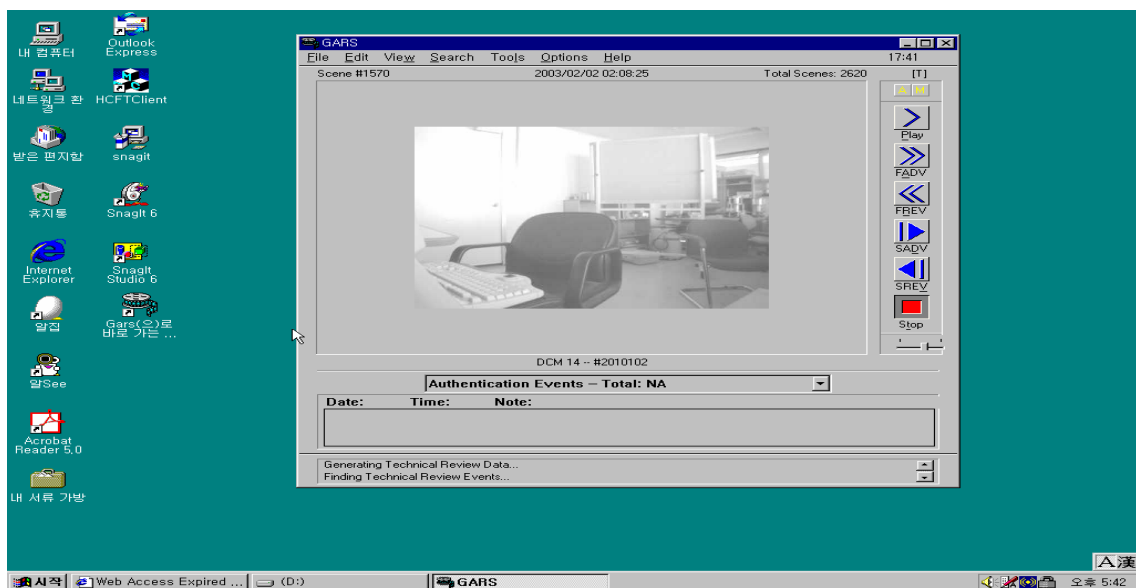 내 컴퓨터
Outlook
Express
네트워크 환
경
HCFTClient
받은 편지함
snagit
휴지통
SnagIt 6
Internet
Explorer
SnagIt
Studio 6
알집
Gars(으)로
바로 가는 ...
알See
Acrobat
Reader 5,0
내 서류 가방
GARS
File Edit View Search Tools Options Help 17:41
Scene #1570 2003/02/02 02:08:25 Total Scenes: 2620 [T]
A M
Play
FADV
FREV
SADV
SREV
Stop
DCM 14 -- #2010102
Authentication Events – Total: NA
Date: Time: Note:
Generating Technical Review Data...
Finding Technical Review Events...
A漢
시작 Web Access Expired ... (D:) GARS 오후 5:42